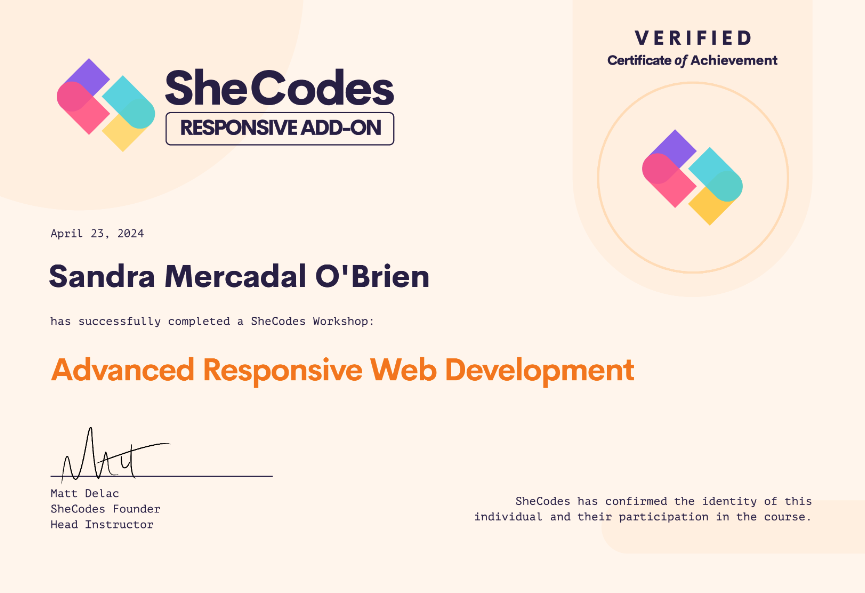 SheCodes
RESPONSIVE ADD-ON
VERIFIED
Certificate of Achievement
April 23, 2024
Sandra Mercadal O'Brien
has successfully completed a SheCodes Workshop:
Advanced Responsive Web Development
Matt
Matt Delac
SheCodes Founder
Head Instructor
SheCodes has confirmed the identity of this
individual and their participation in the course.